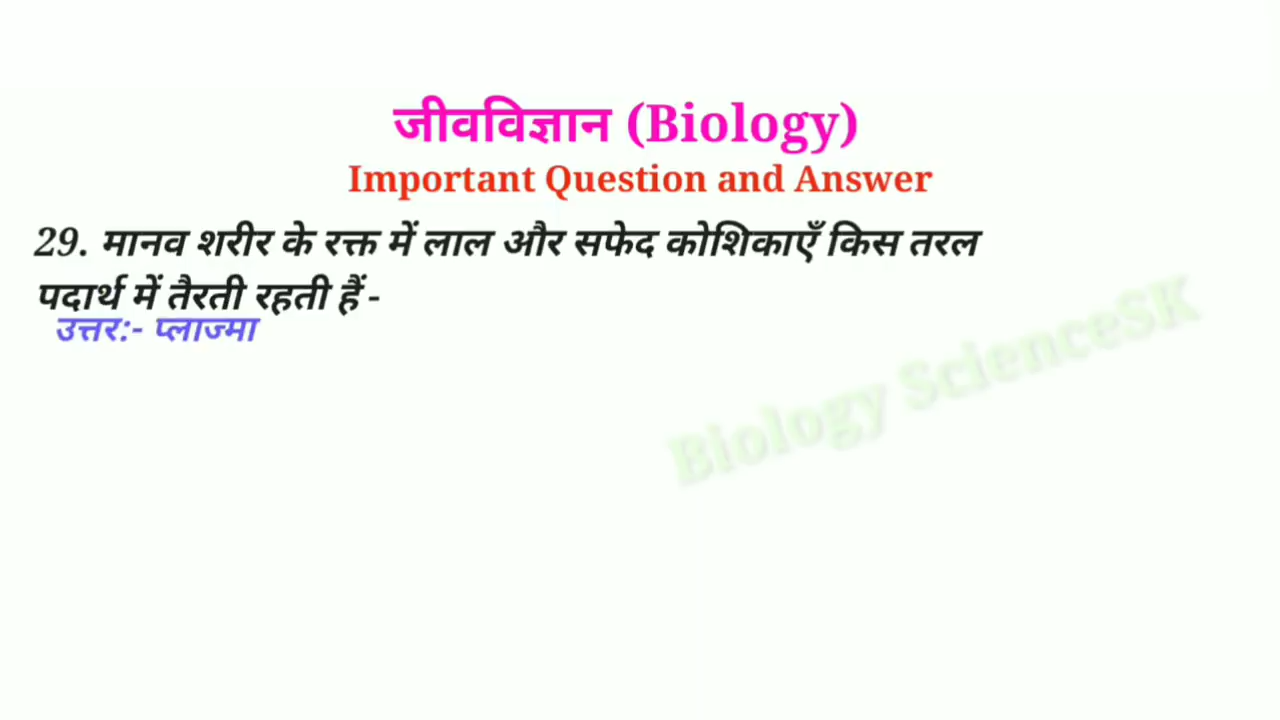 जीवविज्ञान (Biology)
Important Question and Answer
29. मानव शरीर के रक्त में लाल और सफेद कोशिकाएँ किस तरल
पदार्थ में तैरती रहती हैं -
उत्तर:- प्लाज्मा
Biology ScienceSK